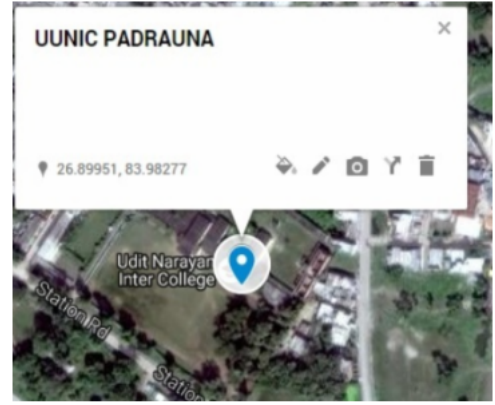 UUNIC PADRAUNA
26.89951, 83.98277
Udit Narayan
Inter College
Station Rd
Station